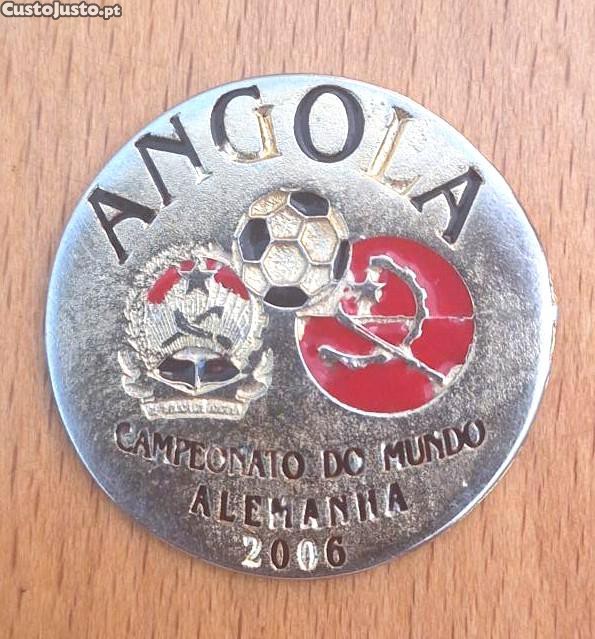 CustoJusto.pt
ANGOLA
CAMPEONATO DO MUNDO
ALEMANHA
2006